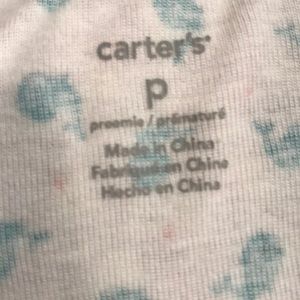 carter's®
p
preemie / prématuré
Made in China
Fabriqué en Chine
Hecho en China